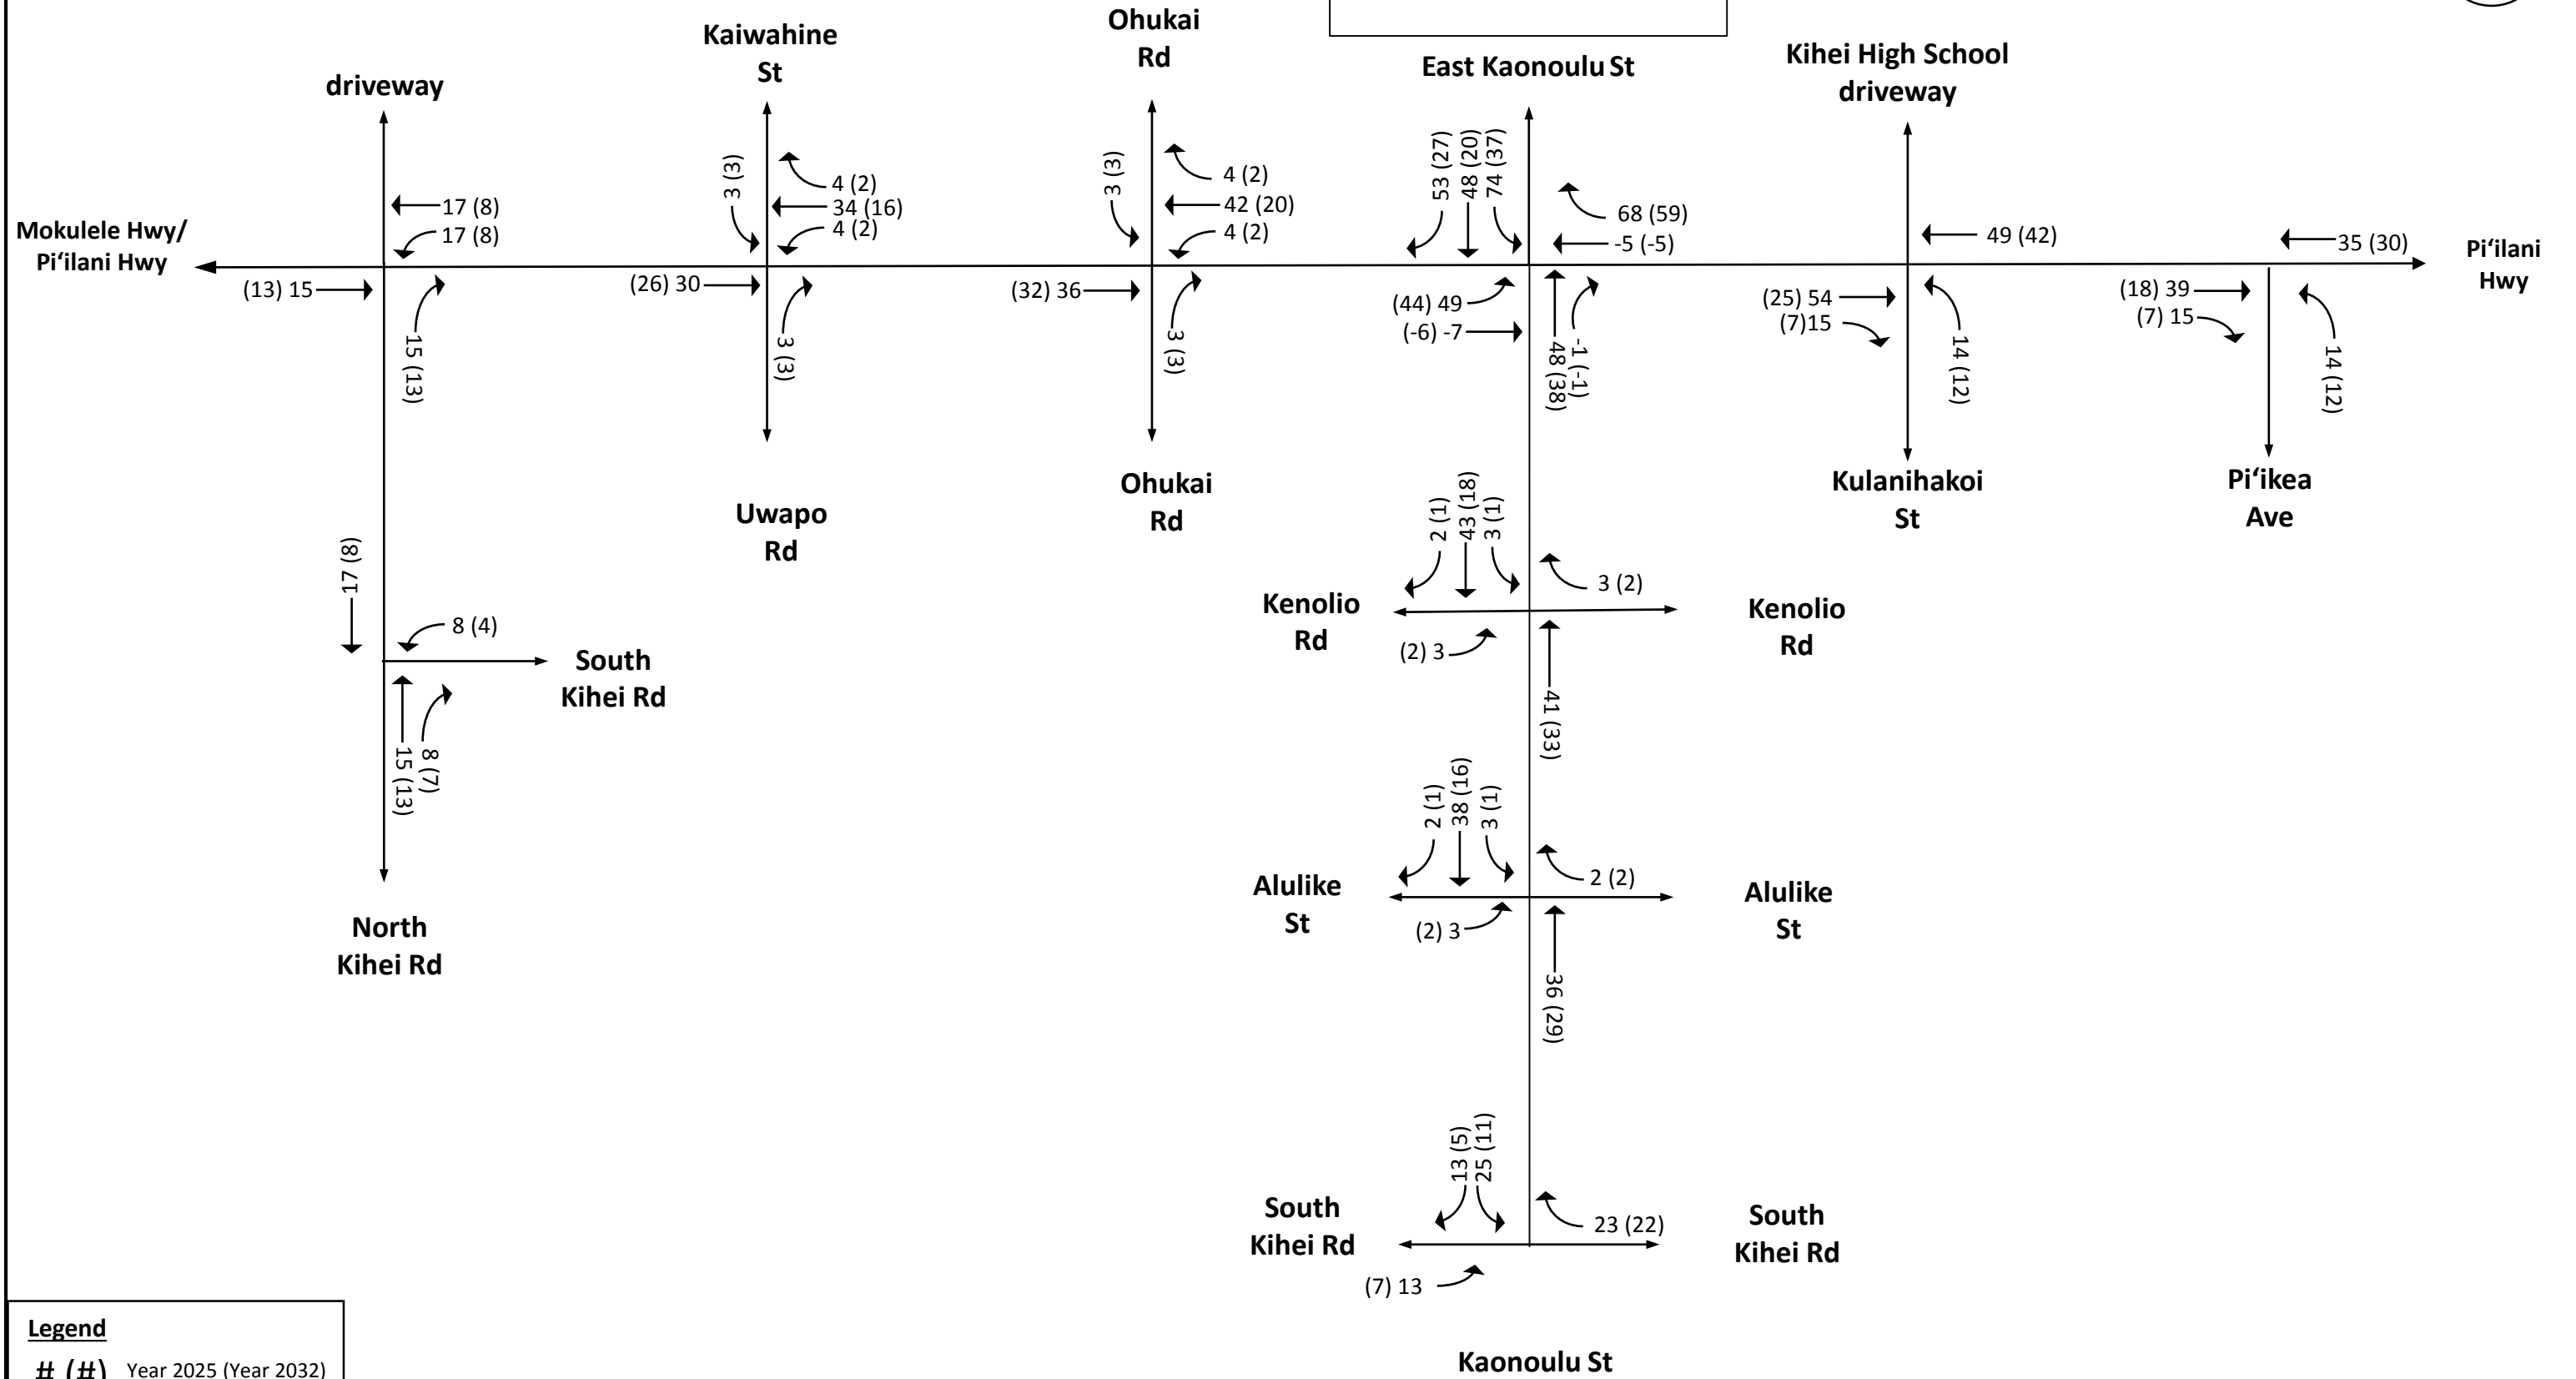 Ohukai
Rd
Kaiwahine
St
East Kaonoulu St
Kihei High School
driveway
driveway
Mokulele Hwy/
Piʻilani Hwy
17 (8)
17 (8)
(13) 15
15 (13)
3 (3)
4 (2)
34 (16)
4 (2)
(26) 30
3 (3)
3 (3)
4 (2)
42 (20)
4 (2)
(32) 36
3 (3)
53 (27)
48 (20)
74 (37)
68 (59)
-5 (-5)
(44) 49
(-6) -7
48 (38)
-1 (-1)
49 (42)
(25) 54
(7)15
14 (12)
35 (30)
(18) 39
(7) 15
14 (12)
Piʻilani
Hwy
Uwapo
Rd
Ohukai
Rd
Kulanihakoi
St
Piʻikea
Ave
17 (8)
8 (4)
South
Kihei Rd
15 (13)
8 (7)
North
Kihei Rd
2 (1)
43 (18)
3 (1)
3 (2)
Kenolio
Rd
Kenolio
Rd
(2) 3
41 (33)
2 (1)
38 (16)
3 (1)
2 (2)
Alulike
St
Alulike
St
(2) 3
36 (29)
13 (5)
25 (11)
23 (22)
South
Kihei Rd
South
Kihei Rd
(7) 13
Kaonoulu St
Legend
# (#) Year 2025 (Year 2032)